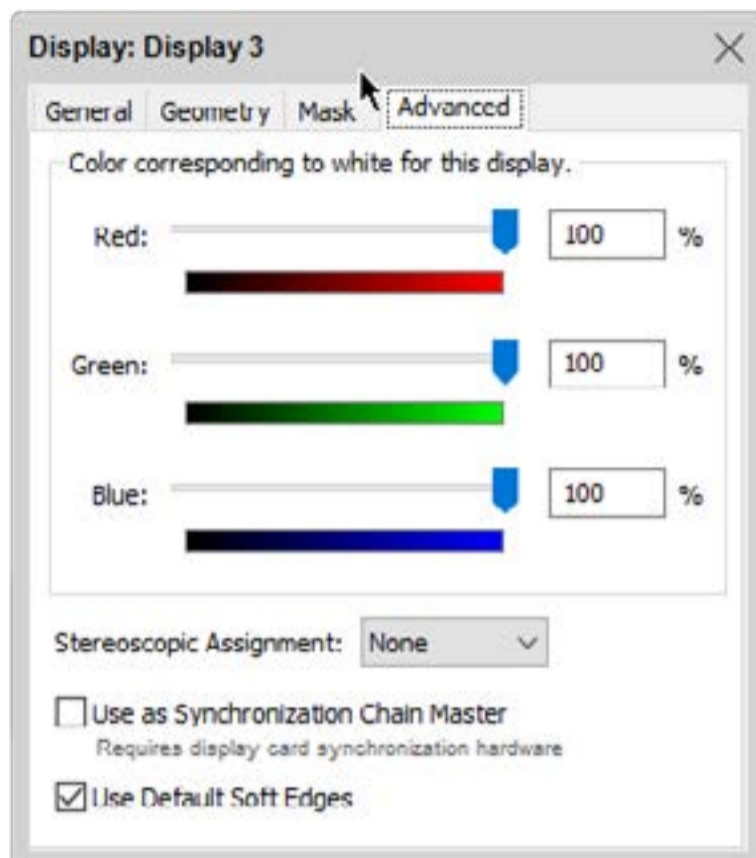 Display: Display 3
General Geometry Mask Advanced
Color corresponding to white for this display.
Red: 100 %
Green: 100 %
Blue: 100 %
Stereoscopic Assignment: None
Use as Synchronization Chain Master
Requires display card synchronization hardware
Use Default Soft Edges